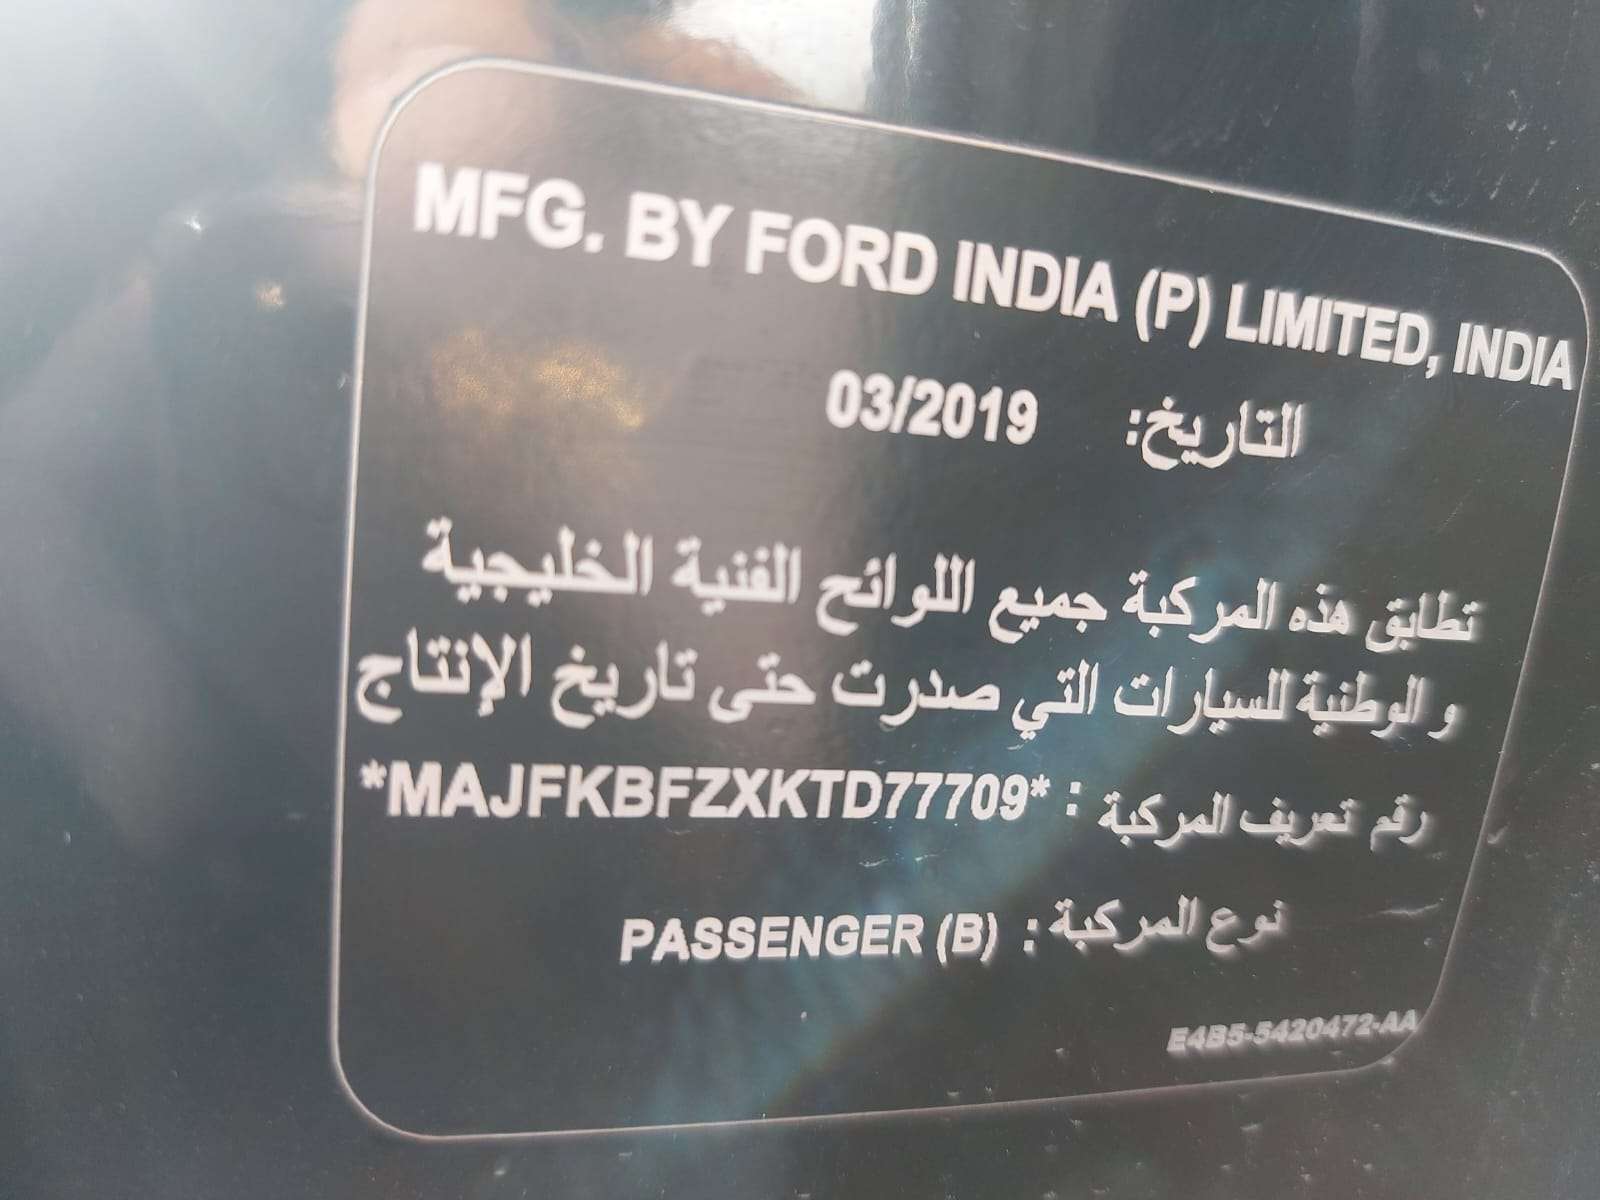 MFG. BY FORD INDIA (P) LIMITED, INDIA
التاريخ: 03/2019
تطابق هذه المركبة جميع اللوائح الفنية الخليجية
و الوطنية للسيارات التي صدرت حتى تاريخ الإنتاج
رقم تعريف المركبة : *MAJFKBFZXKTD77709*
نوع المركبة : PASSENGER (B)
E4B5-5420472-AA